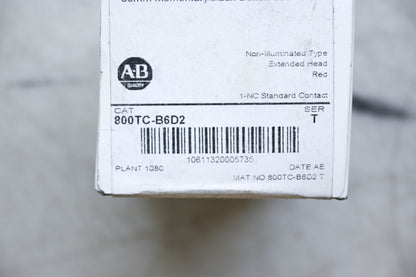 Non-Illuminated Type
Extended Head
Red
A-B
QUALITY
1-NC Standard Contact
CAT
SER
800TC-B6D2
T
10611320005735
PLANT 1080
DATE AE
MAT NO 800TC-B6D2 T